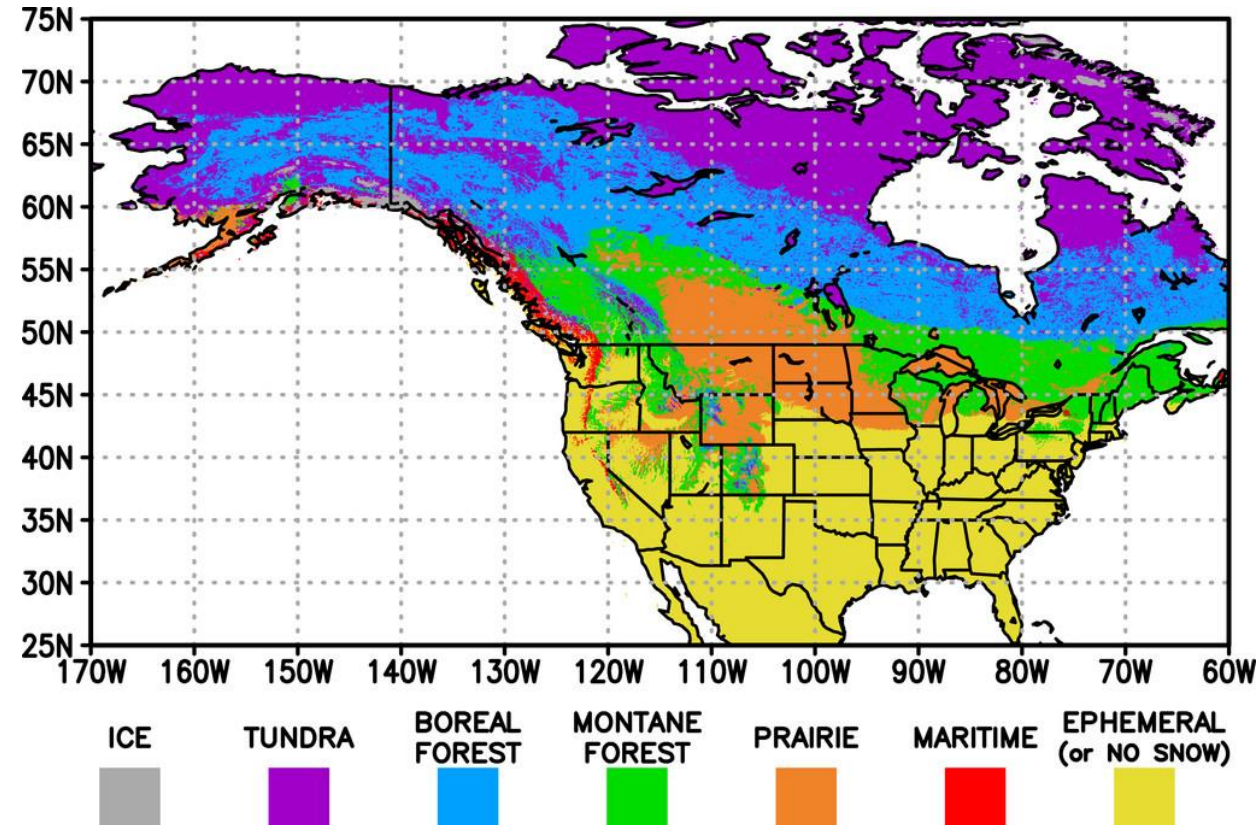 75N
70N
65N
60N
55N
50N
45N
40N
35N
30N
25N
170W 160W 150W 140W 130W 120W 110W 100W 90W 80W 70W 60W
ICE
TUNDRA
BOREAL
FOREST
MONTANE
FOREST
PRAIRIE
MARITIME
EPHEMERAL
(or NO SNOW)